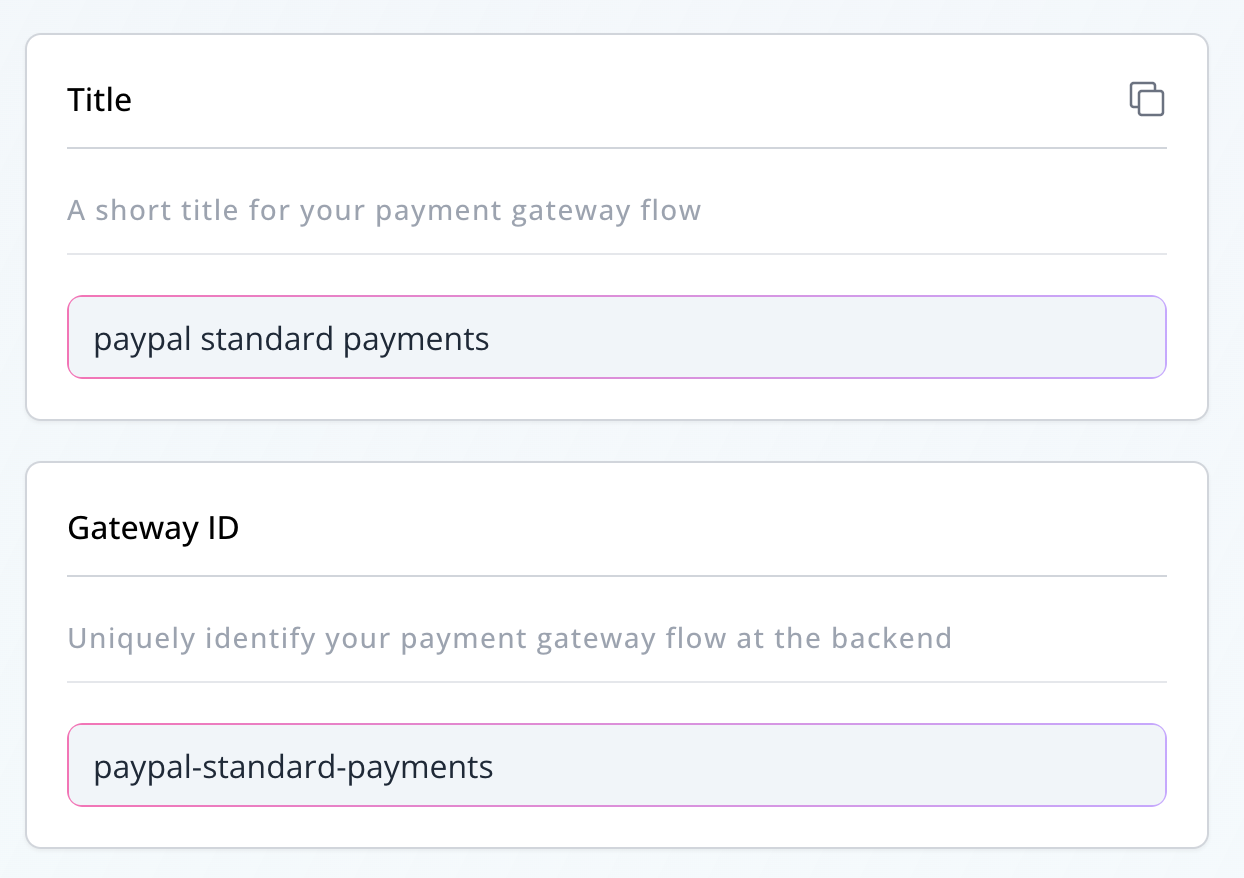 Title
A short title for your payment gateway flow
paypal standard payments
Gateway ID
Uniquely identify your payment gateway flow at the backend
paypal-standard-payments